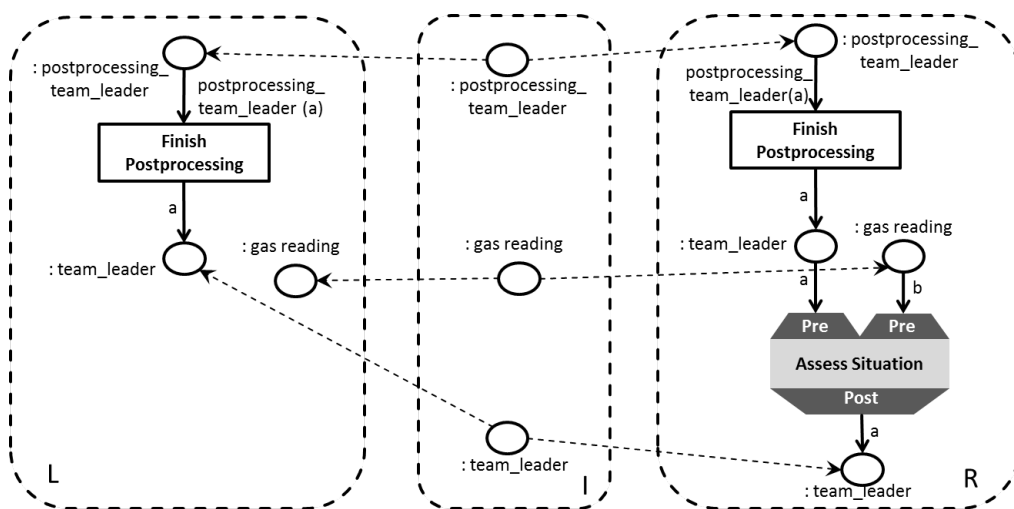 : postprocessing_
team_leader
postprocessing_
team_leader (a)
Finish
Postprocessing
a
: team_leader
: gas reading
L
: postprocessing_
team_leader
: gas reading
: team_leader
I
: postprocessing_
team_leader
postprocessing_
team_leader(a)
Finish
Postprocessing
a
: team_leader
: gas reading
a
b
Pre
Pre
Assess Situation
Post
a
: team_leader
R